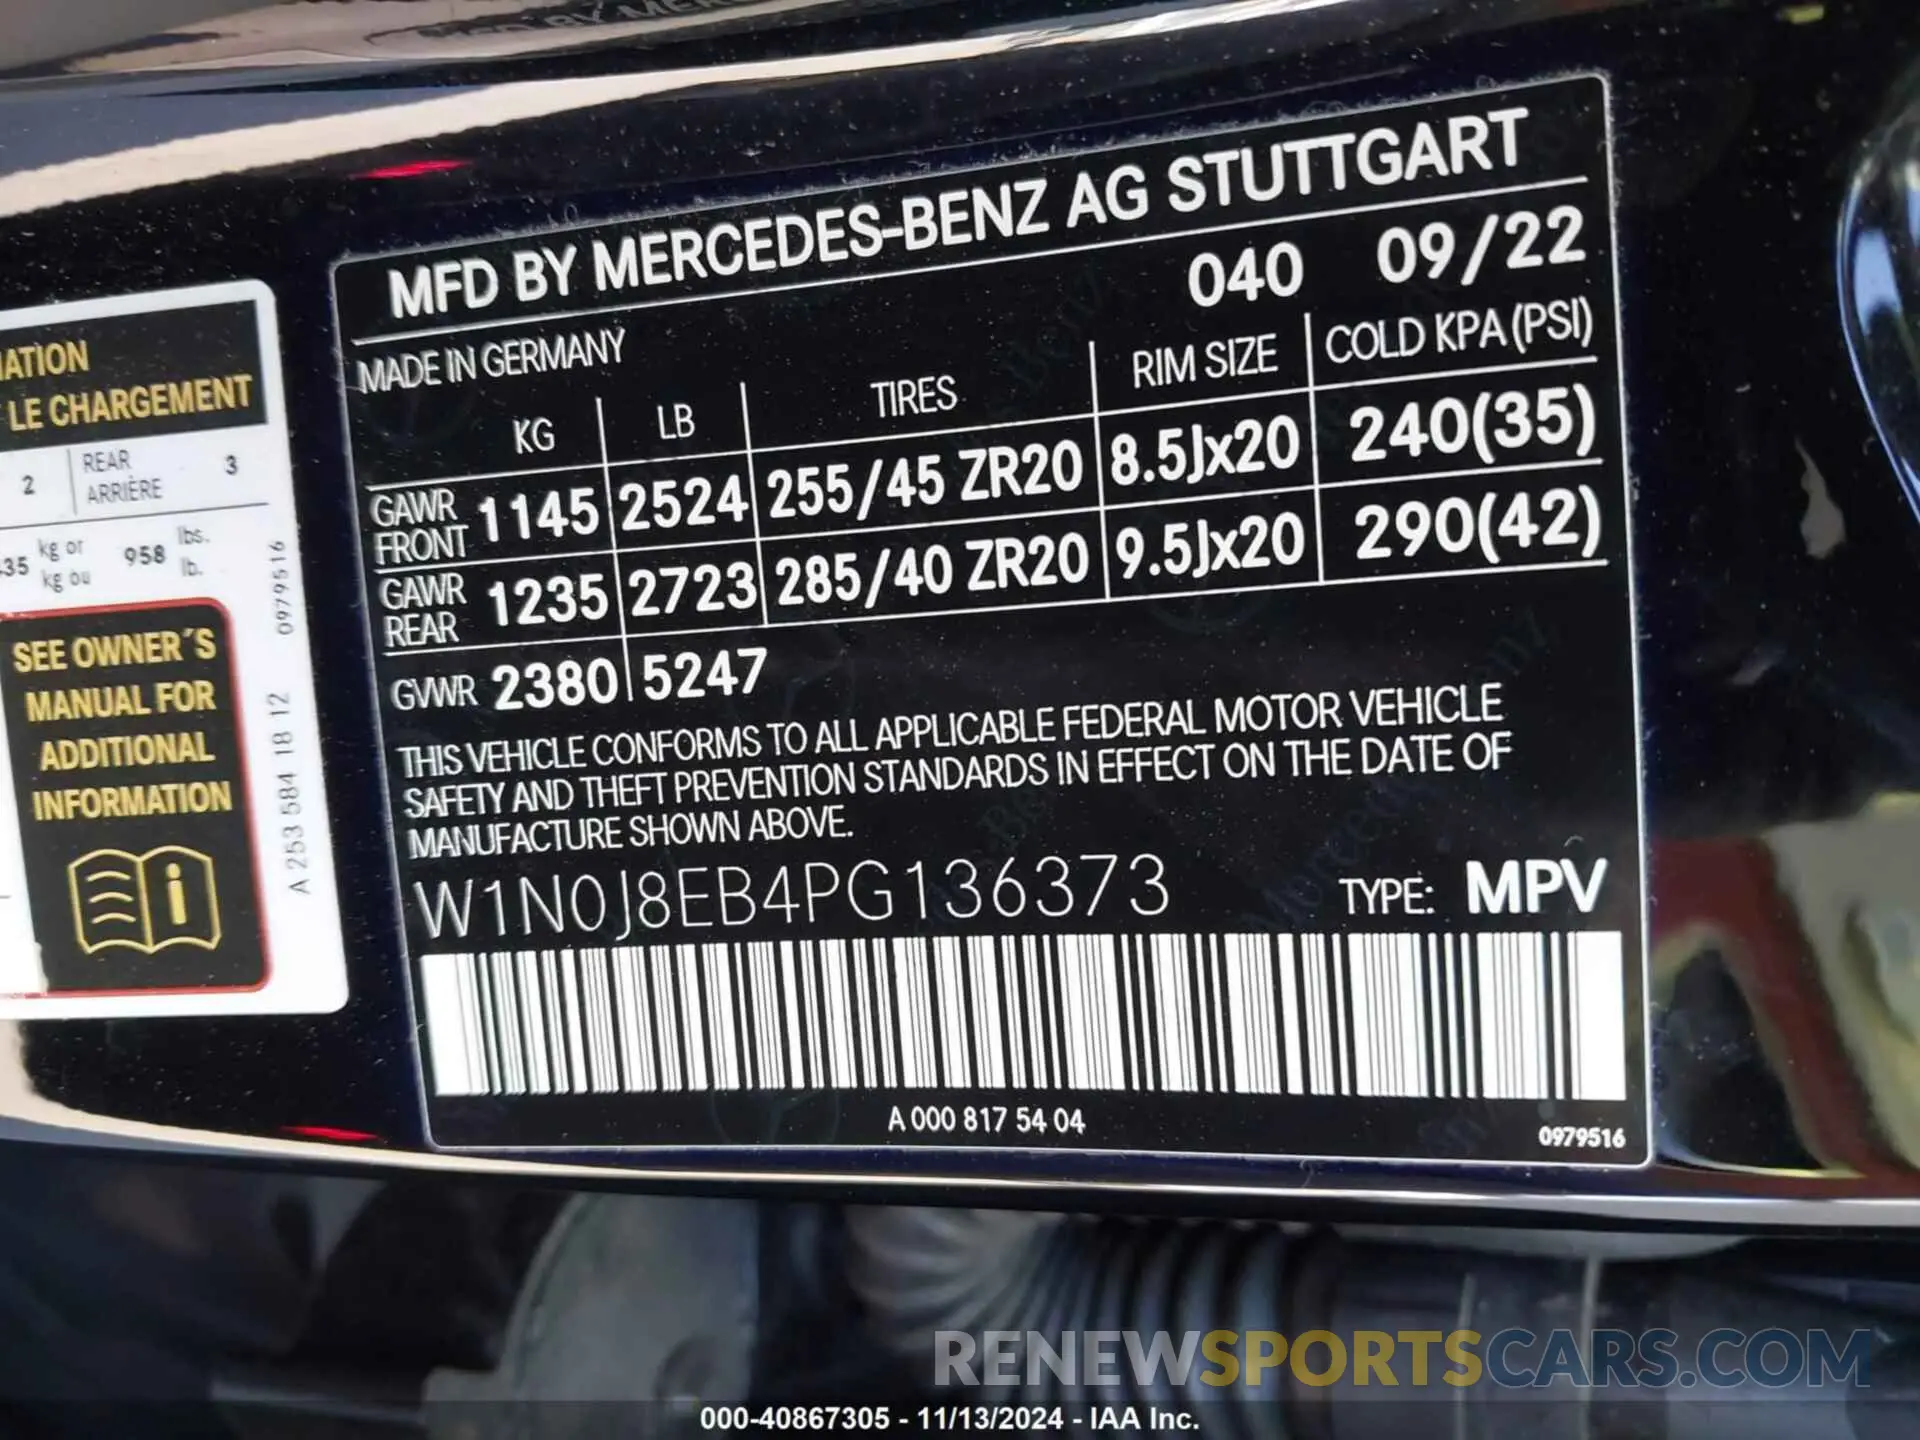 MFD BY MERCEDES-BENZ AG STUTTGART
040 09/22
MADE IN GERMANY
KG LB TIRES RIM SIZE COLD KPA (PSI)
GAWR FRONT 1145 2524 255/45 ZR20 8.5Jx20 240(35)
GAWR REAR 1235 2723 285/40 ZR20 9.5Jx20 290(42)
GVWR 2380 5247
THIS VEHICLE CONFORMS TO ALL APPLICABLE FEDERAL MOTOR VEHICLE
SAFETY AND THEFT PREVENTION STANDARDS IN EFFECT ON THE DATE OF
MANUFACTURE SHOWN ABOVE.
W1N0J8EB4PG136373 TYPE: MPV
A 000 817 54 04
0979516
LE CHARGEMENT
2 REAR ARRIÈRE 3
kg or 958 lbs.
kg ou lb.
SEE OWNER'S
MANUAL FOR
ADDITIONAL
INFORMATION
A 253 584 18 12 0979516
RENEWSPORTSCARS.COM
000-40867305 - 11/13/2024 - IAA Inc.